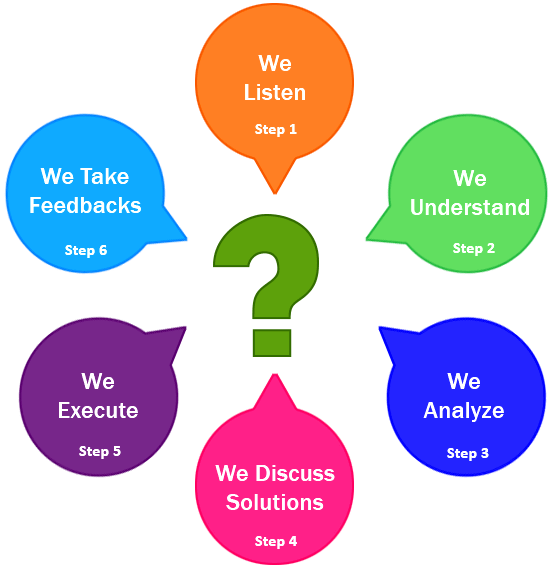 We
Listen
Step 1
We
Understand
Step 2
We
Analyze
Step 3
We Discuss
Solutions
Step 4
We
Execute
Step 5
We Take
Feedbacks
Step 6
?